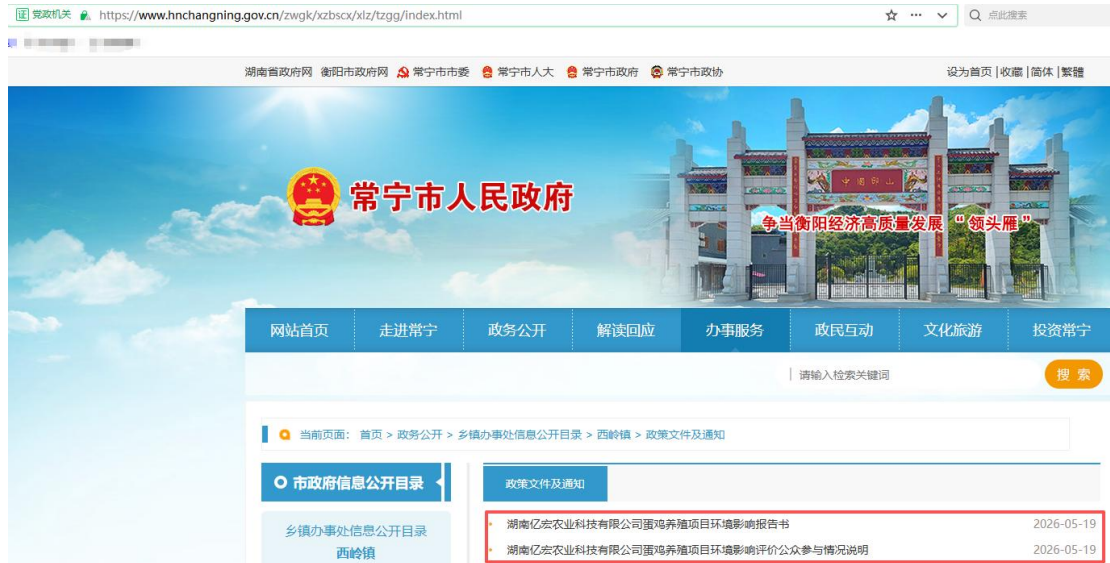 证 党政机关 https://www.hnchangning.gov.cn/zwgk/xzbscx/xlz/tzgg/index.html 点此搜索
湖南省政府网 衡阳市政府网 常宁市市委 常宁市人大 常宁市政府 常宁市政协 设为首页 | 收藏 | 简体 | 繁體
常宁市人民政府
争当衡阳经济高质量发展“领头雁”
网站首页 走进常宁 政务公开 解读回应 办事服务 政民互动 文化旅游 投资常宁
请输入检索关键词 搜 索
当前页面： 首页 > 政务公开 > 乡镇办事处信息公开目录 > 西岭镇 > 政策文件及通知
市政府信息公开目录 政策文件及通知
湖南亿宏农业科技有限公司蛋鸡养殖项目环境影响报告书 2026-05-19
乡镇办事处信息公开目录
湖南亿宏农业科技有限公司蛋鸡养殖项目环境影响评价公众参与情况说明 2026-05-19
西岭镇